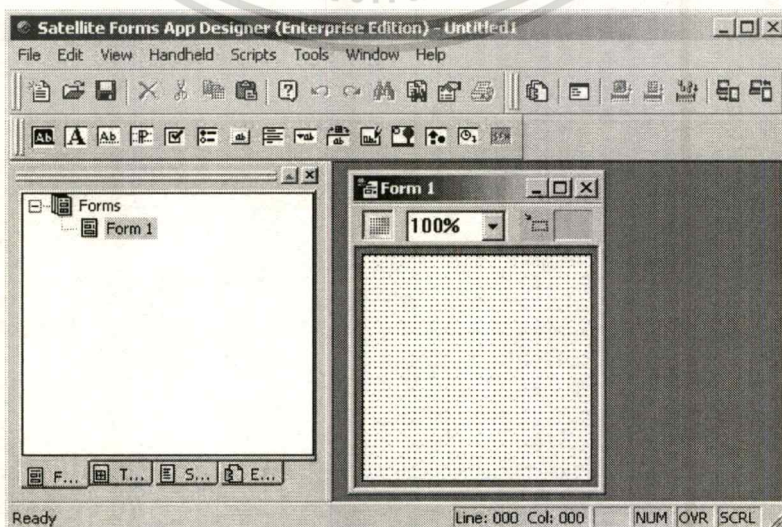 Satellite Forms App Designer (Enterprise Edition) - Untitled1
File Edit View Handheld Scripts Tools Window Help
Forms
Form 1
Form 1
100%
F... T... S... E...
Ready
Line: 000 Col: 000 NUM OVR SCRL